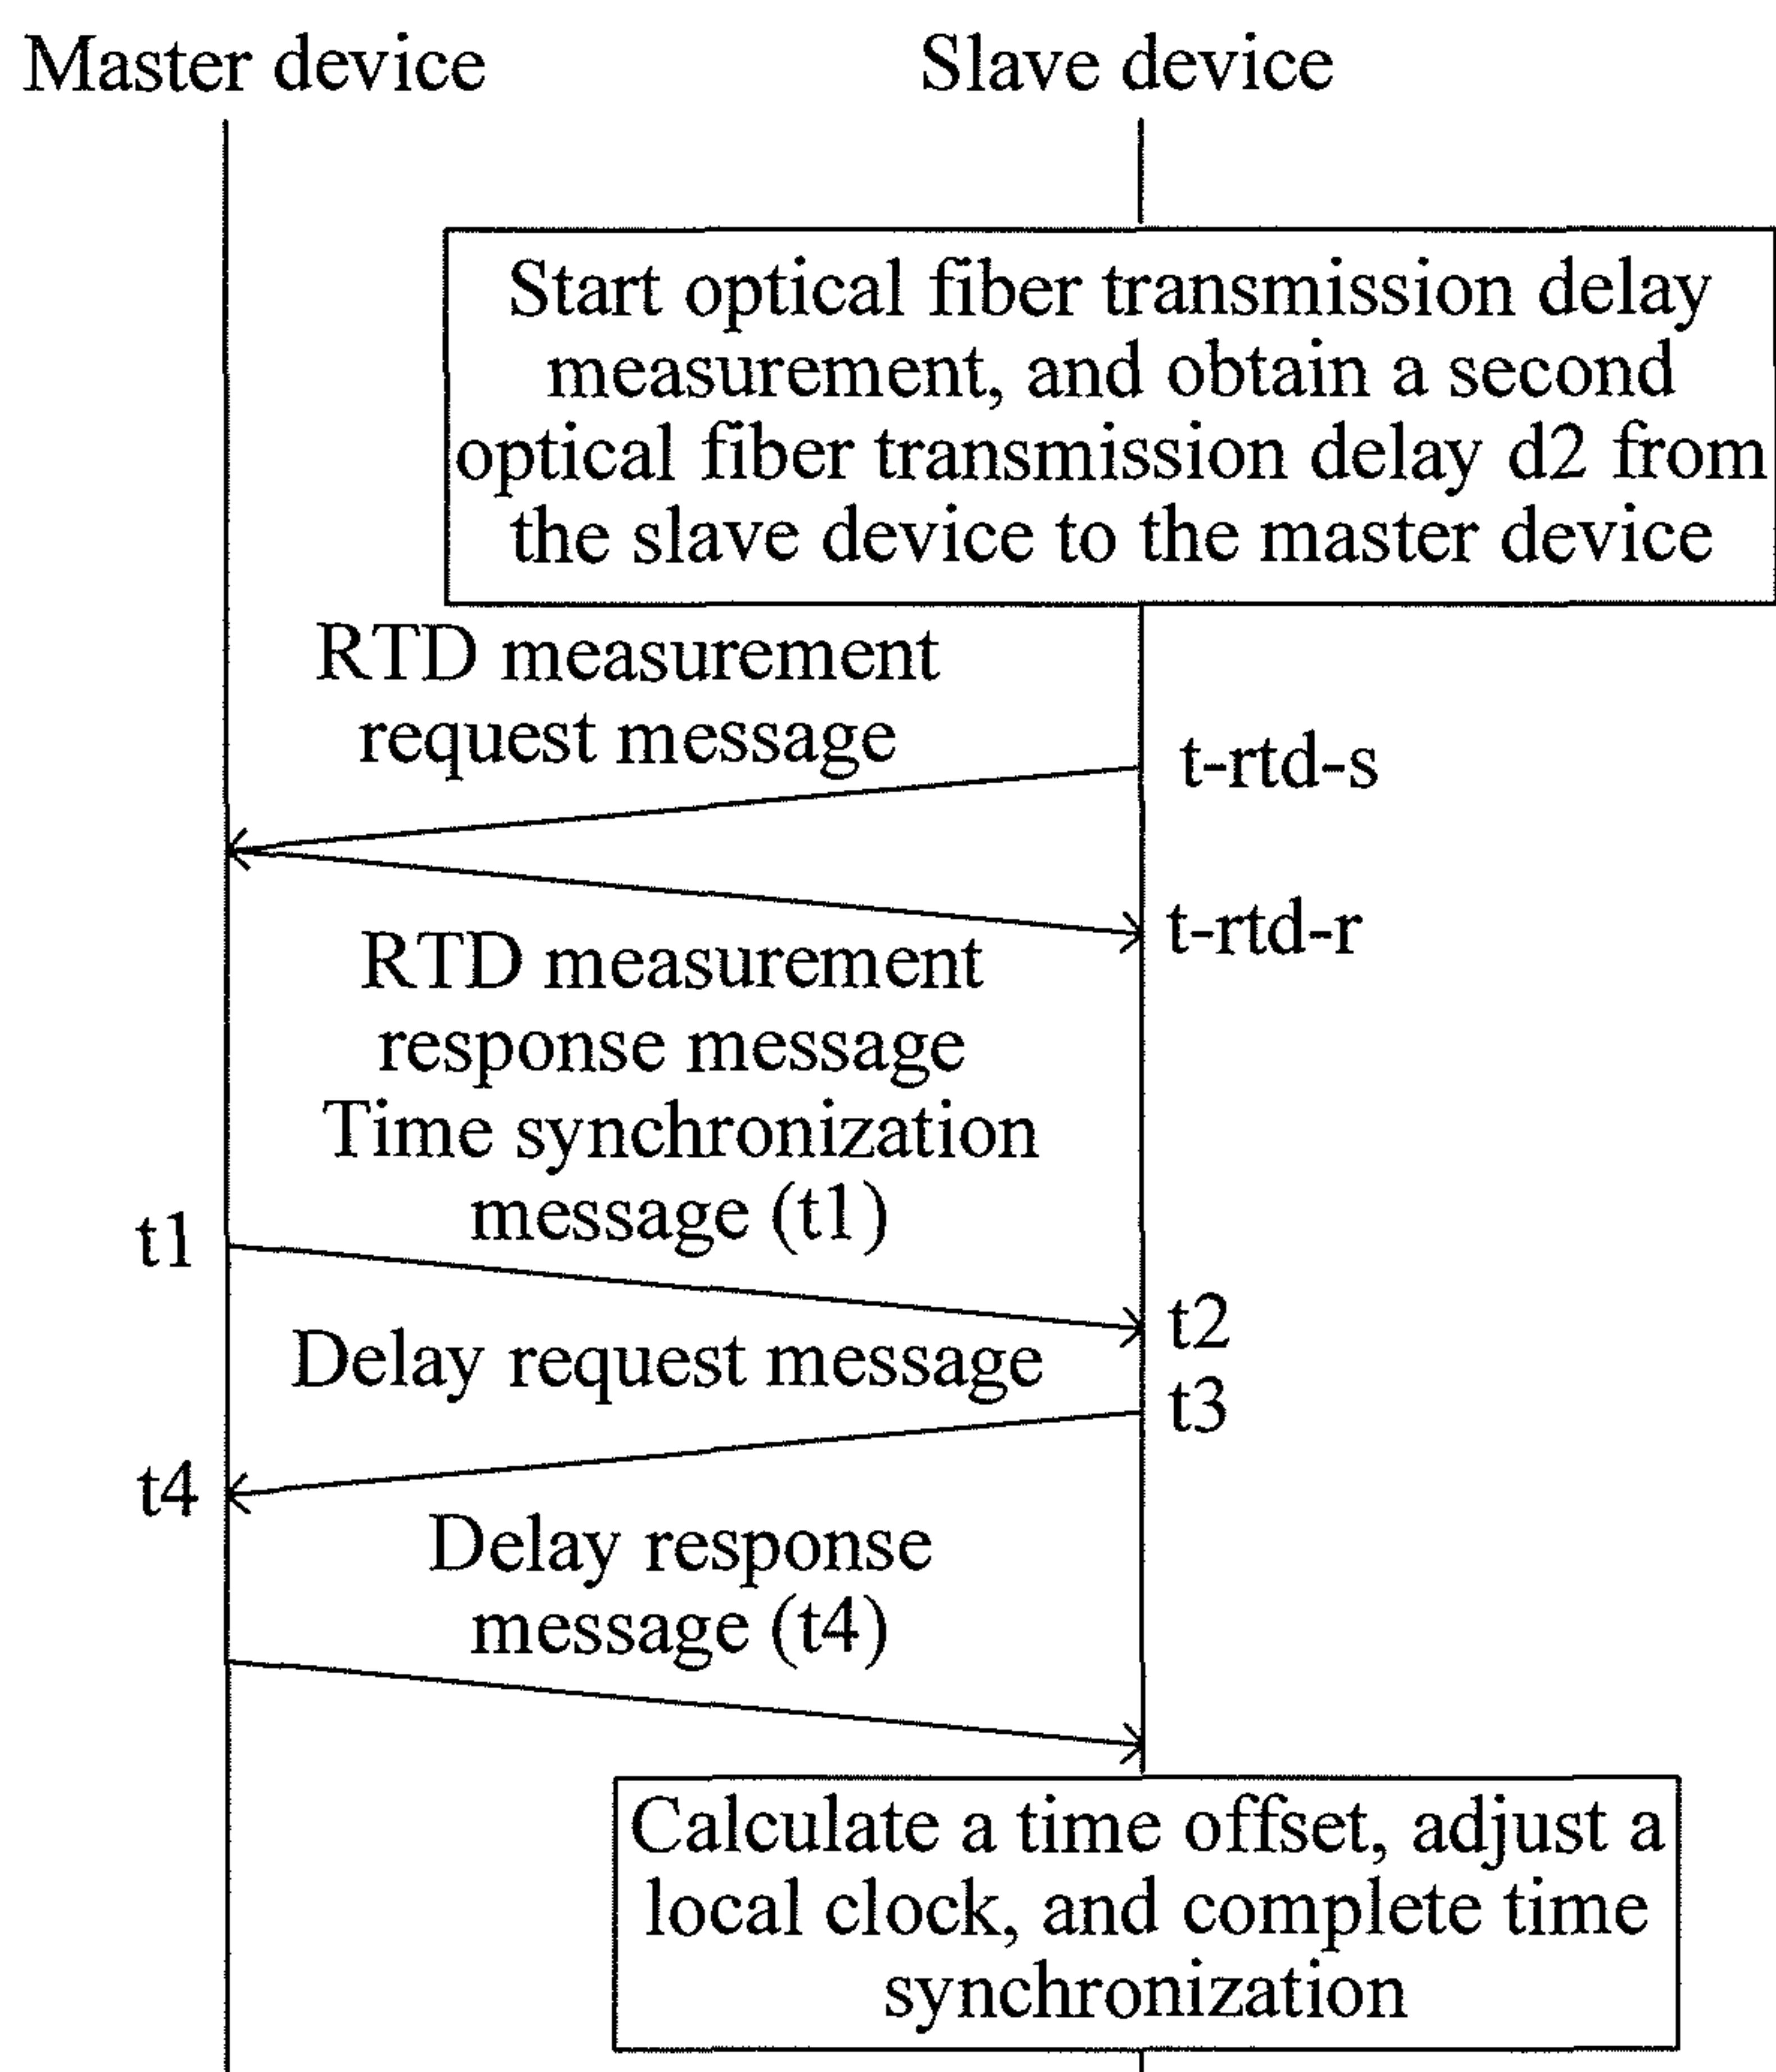 Master device
Slave device
Start optical fiber transmission delay
measurement, and obtain a second
optical fiber transmission delay d2 from
the slave device to the master device
RTD measurement
request message
t-rtd-s
t-rtd-r
RTD measurement
response message
Time synchronization
message (t1)
t1
t2
Delay request message
t3
t4
Delay response
message (t4)
Calculate a time offset, adjust a
local clock, and complete time
synchronization